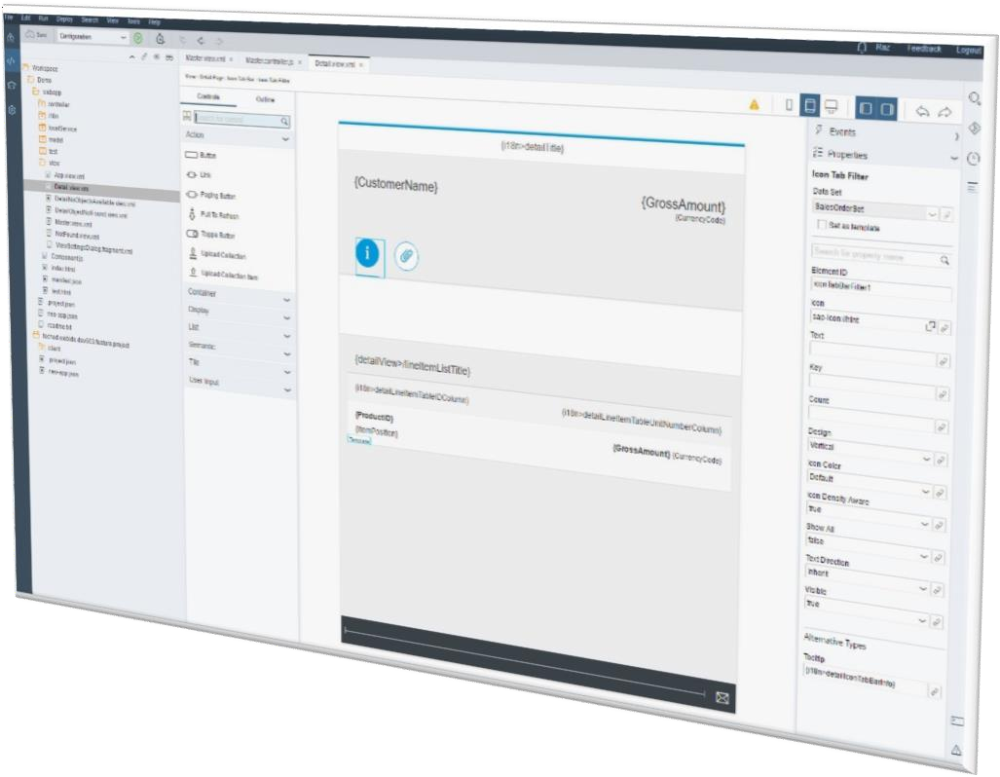 File Edit Run Deploy Search View Tools Help
Raz Feedback Logout
Save Configuration
Master.view.xml × Master.controller.js × Detail.view.xml ×
View - Detail Page - Icon Tab Bar - Icon Tab Filter
Workspace
Demo
webapp
controller
i18n
localService
model
test
view
App.view.xml
Detail.view.xml
DetailNoObjectsAvailable.view.xml
DetailObjectNotFound.view.xml
Master.view.xml
NotFound.view.xml
ViewSettingsDialog.fragment.xml
Component.js
index.html
manifest.json
test.html
project.json
neo-app.json
client
project.json
neo-app.json
Controls Outline
Search for control
Action
Button
Link
Paging Button
Pull To Refresh
Toggle Button
Upload Collection
Upload Collection Item
Container
Display
List
Semantic
Tile
User Input
{i18n>detailTitle}
{CustomerName}
{GrossAmount}
{CurrencyCode}
i
{detailView>/lineItemListTitle}
{i18n>detailLineItemTableIDColumn}
{i18n>detailLineItemTableUnitNumberColumn}
{ProductID}
{ItemPosition}
Template
{GrossAmount} {CurrencyCode}
Events
Properties
Icon Tab Filter
Data Set
SalesOrderSet
Set as template
Search for property name
Element ID
iconTabBarFilter1
Icon
sap-icon://hint
Text
Key
Count
Design
Vertical
Icon Color
Default
Icon Density Aware
true
Show All
false
Text Direction
Inherit
Visible
true
Alternative Types
Tooltip
{i18n>detailIconTabBarInfo}